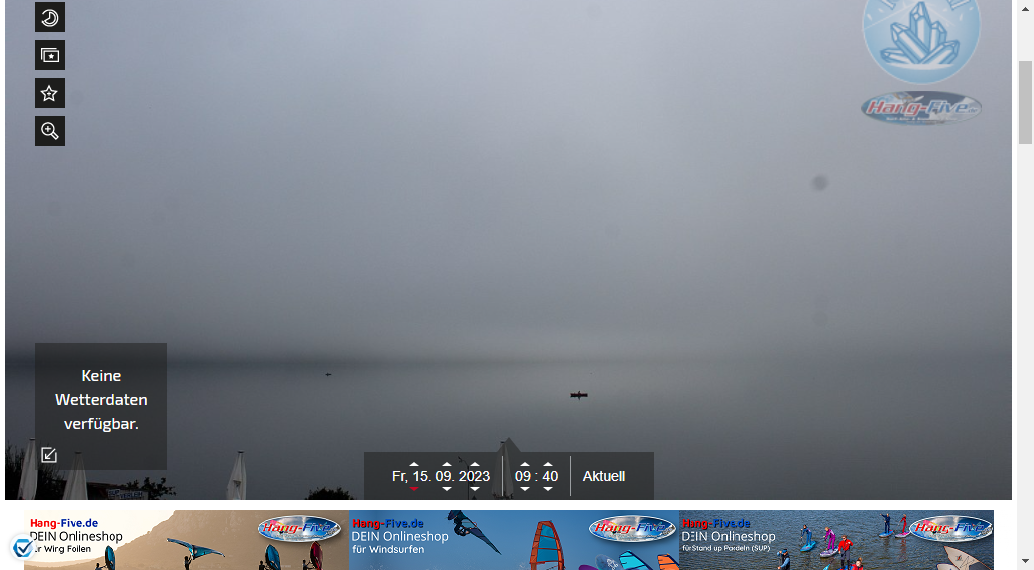 Hang-Five
Keine
Wetterdaten
verfügbar.
Fr, 15. 09. 2023
09 : 40
Aktuell
Hang-Five.de
DEIN Onlineshop
für Wing Foilen
Hang-Five
Hang-Five.de
DEIN Onlineshop
für Windsurfen
Hang-Five
Hang-Five.de
DEIN Onlineshop
für Stand up Paddeln (SUP)
Hang-Five